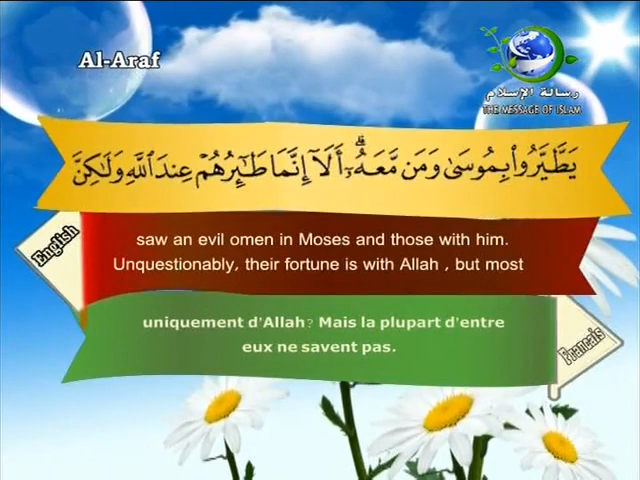 Al-Araf
رسالة الإسلام
THE MESSAGE OF ISLAM
يَطَّيَّرُوا۟ بِمُوسَىٰ وَمَن مَّعَهُۥٓ ۗ أَلَآ إِنَّمَا طَـٰٓئِرُهُمْ عِندَ ٱللَّهِ وَلَـٰكِنَّ
English
saw an evil omen in Moses and those with him.
Unquestionably, their fortune is with Allah , but most
uniquement d'Allah? Mais la plupart d'entre
eux ne savent pas.
Francais